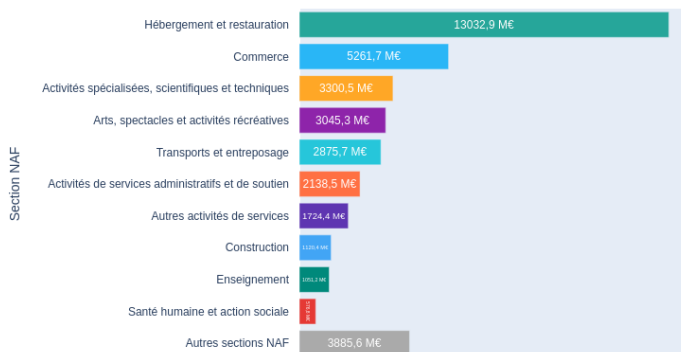 Section NAF
Hébergement et restauration 13032,9 M€
Commerce 5261,7 M€
Activités spécialisées, scientifiques et techniques 3300,5 M€
Arts, spectacles et activités récréatives 3045,3 M€
Transports et entreposage 2875,7 M€
Activités de services administratifs et de soutien 2138,5 M€
Autres activités de services 1724,4 M€
Construction
Enseignement
Santé humaine et action sociale
Autres sections NAF 3885,6 M€